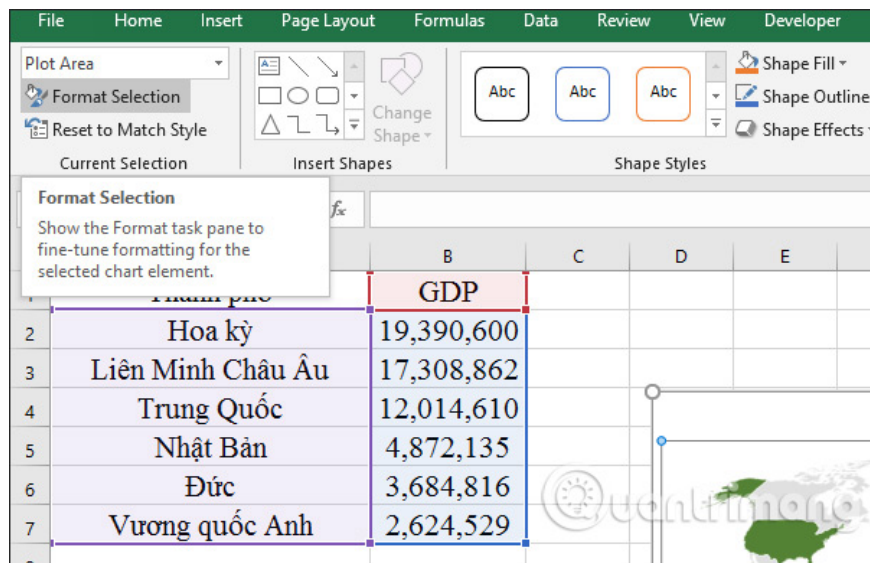 File Home Insert Page Layout Formulas Data Review View Developer
Plot Area
Format Selection
Reset to Match Style
Current Selection
Change
Shape
Insert Shapes
Abc Abc Abc
Shape Styles
Shape Fill
Shape Outline
Shape Effects
Format Selection
Show the Format task pane to
fine-tune formatting for the
selected chart element.
fx
B C D E
GDP
2 Hoa kỳ 19,390,600
3 Liên Minh Châu Âu 17,308,862
4 Trung Quốc 12,014,610
5 Nhật Bản 4,872,135
6 Đức 3,684,816
7 Vương quốc Anh 2,624,529
Quantrimang